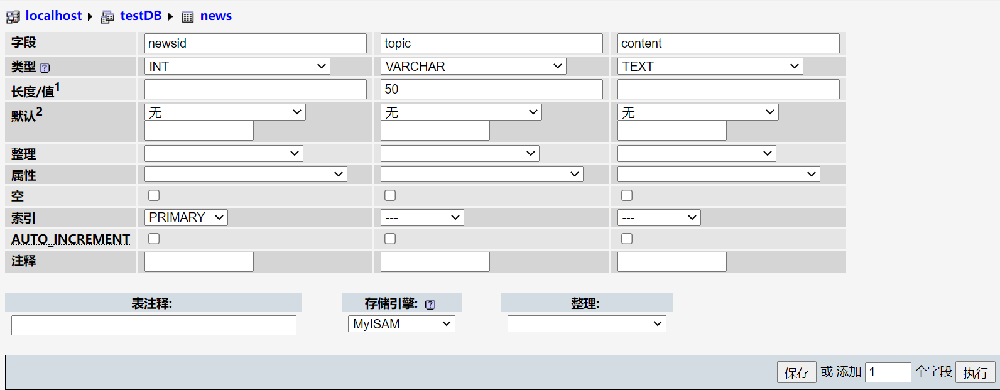 localhost testDB news
字段 newsid topic content
类型 INT VARCHAR TEXT
长度/值1 50
默认2 无 无 无
整理
属性
空
索引 PRIMARY --- ---
AUTO_INCREMENT
注释
表注释: 存储引擎: 整理:
MyISAM
保存 或 添加 1 个字段 执行